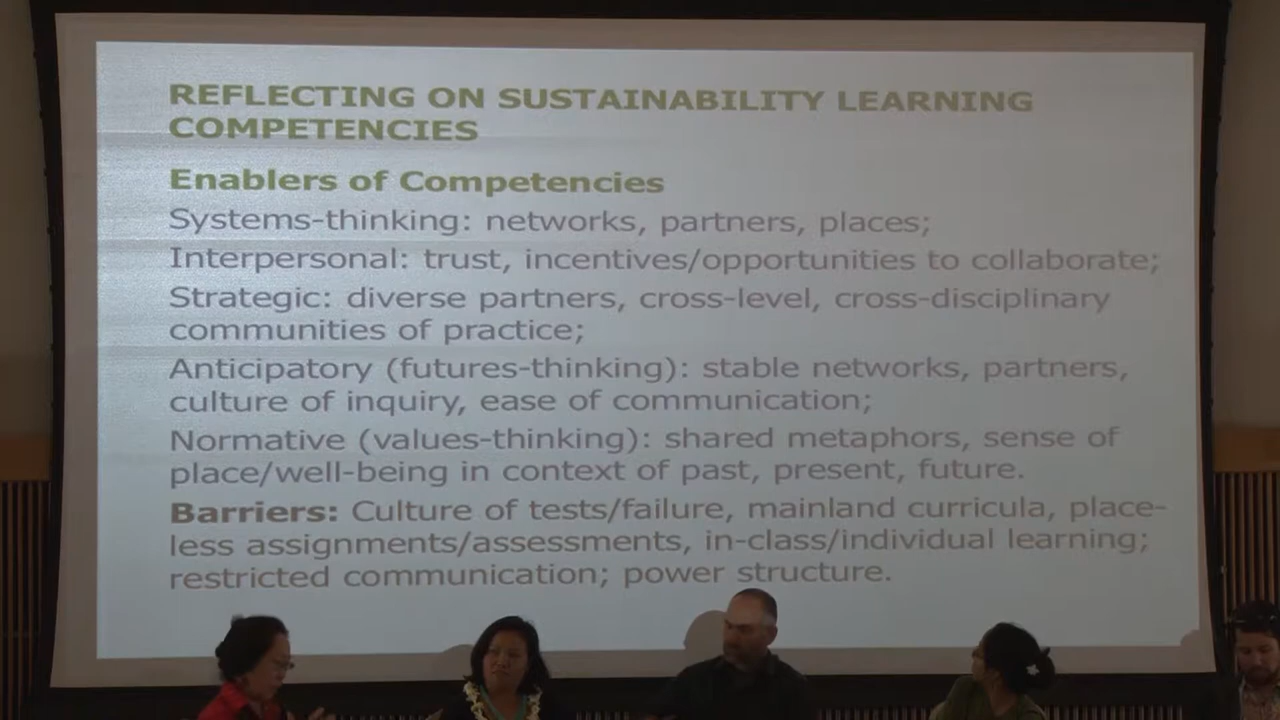 REFLECTING ON SUSTAINABILITY LEARNING
COMPETENCIES
Enablers of Competencies
Systems-thinking: networks, partners, places;
Interpersonal: trust, incentives/opportunities to collaborate;
Strategic: diverse partners, cross-level, cross-disciplinary
communities of practice;
Anticipatory (futures-thinking): stable networks, partners,
culture of inquiry, ease of communication;
Normative (values-thinking): shared metaphors, sense of
place/well-being in context of past, present, future.
Barriers: Culture of tests/failure, mainland curricula, place-
less assignments/assessments, in-class/individual learning;
restricted communication; power structure.